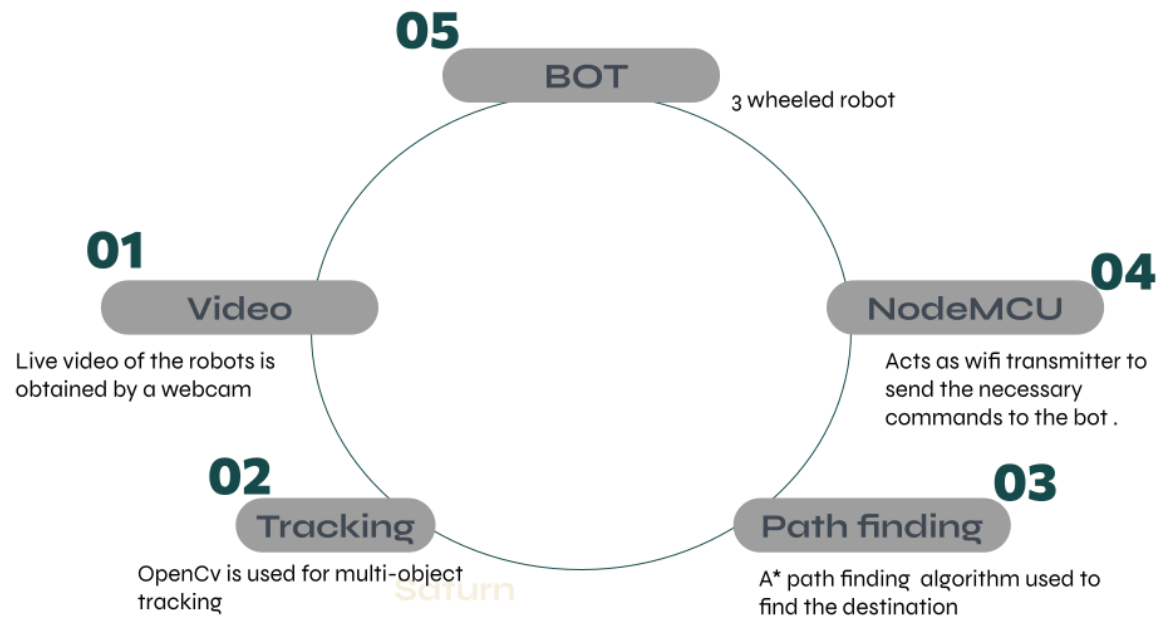 05
BOT
3 wheeled robot
01
Video
Live video of the robots is
obtained by a webcam
04
NodeMCU
Acts as wifi transmitter to
send the necessary
commands to the bot .
02
Tracking
OpenCv is used for multi-object
tracking
Saturn
03
Path finding
A* path finding algorithm used to
find the destination